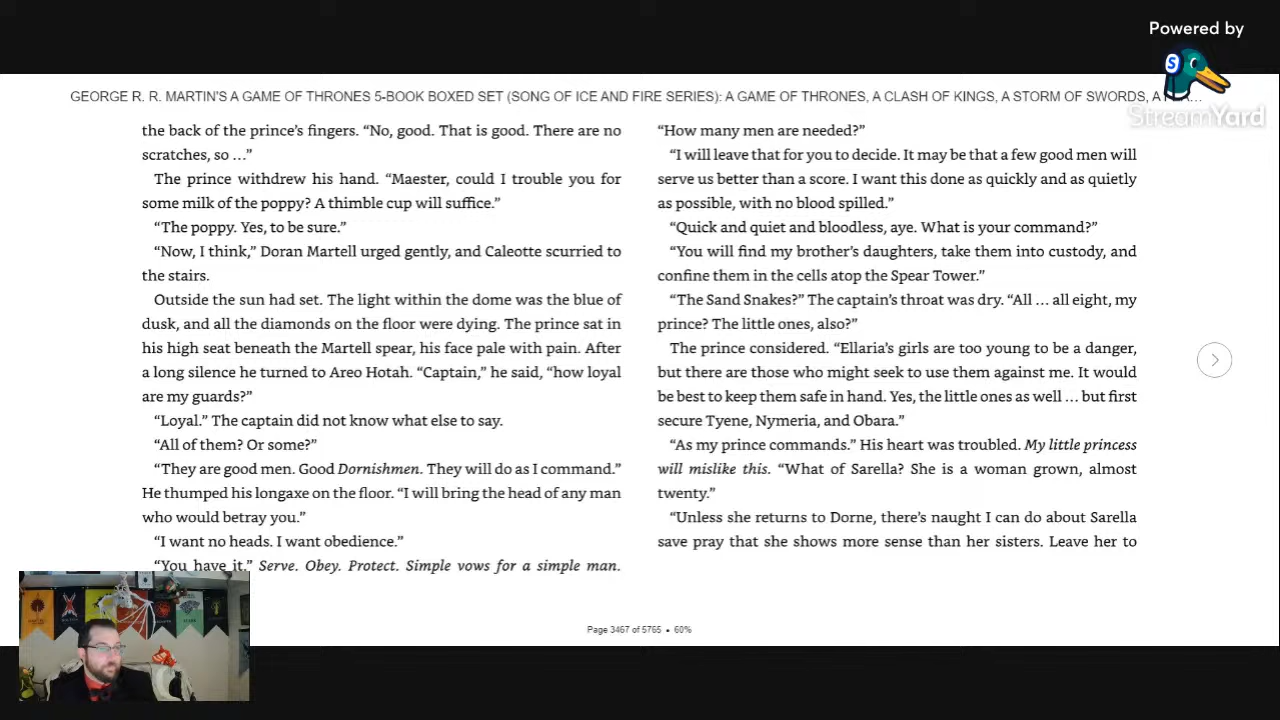 Powered by
StreamYard
GEORGE R. R. MARTIN'S A GAME OF THRONES 5-BOOK BOXED SET (SONG OF ICE AND FIRE SERIES): A GAME OF THRONES, A CLASH OF KINGS, A STORM OF SWORDS, A
the back of the prince’s fingers. “No, good. That is good. There are no
scratches, so …”
The prince withdrew his hand. “Maester, could I trouble you for
some milk of the poppy? A thimble cup will suffice.”
“The poppy. Yes, to be sure.”
“Now, I think,” Doran Martell urged gently, and Caleotte scurried to
the stairs.
Outside the sun had set. The light within the dome was the blue of
dusk, and all the diamonds on the floor were dying. The prince sat in
his high seat beneath the Martell spear, his face pale with pain. After
a long silence he turned to Areo Hotah. “Captain,” he said, “how loyal
are my guards?”
“Loyal.” The captain did not know what else to say.
“All of them? Or some?”
“They are good men. Good Dornishmen. They will do as I command.”
He thumped his longaxe on the floor. “I will bring the head of any man
who would betray you.”
“I want no heads. I want obedience.”
“You have it.” Serve. Obey. Protect. Simple vows for a simple man.
“How many men are needed?”
“I will leave that for you to decide. It may be that a few good men will
serve us better than a score. I want this done as quickly and as quietly
as possible, with no blood spilled.”
“Quick and quiet and bloodless, aye. What is your command?”
“You will find my brother’s daughters, take them into custody, and
confine them in the cells atop the Spear Tower.”
“The Sand Snakes?” The captain’s throat was dry. “All … all eight, my
prince? The little ones, also?”
The prince considered. “Ellaria’s girls are too young to be a danger,
but there are those who might seek to use them against me. It would
be best to keep them safe in hand. Yes, the little ones as well … but first
secure Tyene, Nymeria, and Obara.”
“As my prince commands.” His heart was troubled. My little princess
will mislike this. “What of Sarella? She is a woman grown, almost
twenty.”
“Unless she returns to Dorne, there’s naught I can do about Sarella
save pray that she shows more sense than her sisters. Leave her to
Page 3467 of 5765 • 60%